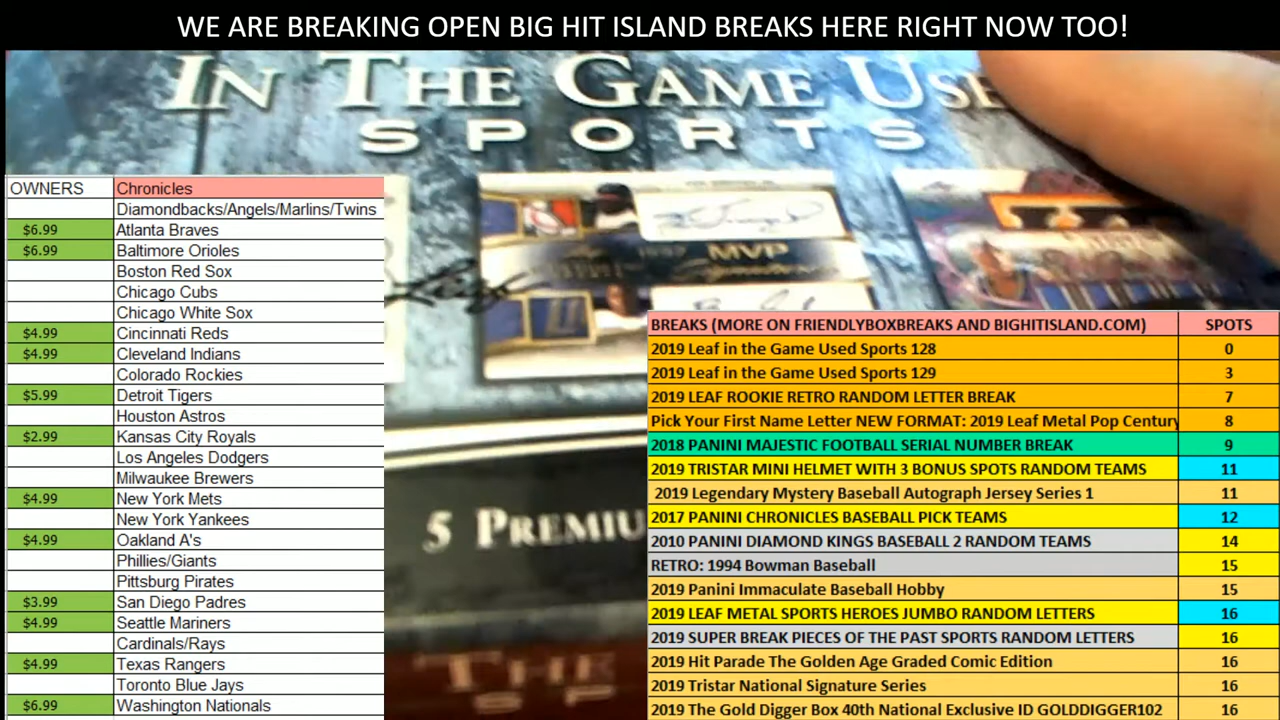 WE ARE BREAKING OPEN BIG HIT ISLAND BREAKS HERE RIGHT NOW TOO!
IN THE GAME USE
SPORTS
MVP
5 PREMIU
THE
SP
OWNERS Chronicles
Diamondbacks/Angels/Marlins/Twins
$6.99 Atlanta Braves
$6.99 Baltimore Orioles
Boston Red Sox
Chicago Cubs
Chicago White Sox
$4.99 Cincinnati Reds
$4.99 Cleveland Indians
Colorado Rockies
$5.99 Detroit Tigers
Houston Astros
$2.99 Kansas City Royals
Los Angeles Dodgers
Milwaukee Brewers
$4.99 New York Mets
New York Yankees
$4.99 Oakland A's
Phillies/Giants
Pittsburg Pirates
$3.99 San Diego Padres
$4.99 Seattle Mariners
Cardinals/Rays
$4.99 Texas Rangers
Toronto Blue Jays
$6.99 Washington Nationals
BREAKS (MORE ON FRIENDLYBOXBREAKS AND BIGHITISLAND.COM) SPOTS
2019 Leaf in the Game Used Sports 128 0
2019 Leaf in the Game Used Sports 129 3
2019 LEAF ROOKIE RETRO RANDOM LETTER BREAK 7
Pick Your First Name Letter NEW FORMAT: 2019 Leaf Metal Pop Century 8
2018 PANINI MAJESTIC FOOTBALL SERIAL NUMBER BREAK 9
2019 TRISTAR MINI HELMET WITH 3 BONUS SPOTS RANDOM TEAMS 11
2019 Legendary Mystery Baseball Autograph Jersey Series 1 11
2017 PANINI CHRONICLES BASEBALL PICK TEAMS 12
2010 PANINI DIAMOND KINGS BASEBALL 2 RANDOM TEAMS 14
RETRO: 1994 Bowman Baseball 15
2019 Panini Immaculate Baseball Hobby 15
2019 LEAF METAL SPORTS HEROES JUMBO RANDOM LETTERS 16
2019 SUPER BREAK PIECES OF THE PAST SPORTS RANDOM LETTERS 16
2019 Hit Parade The Golden Age Graded Comic Edition 16
2019 Tristar National Signature Series 16
2019 The Gold Digger Box 40th National Exclusive ID GOLDDIGGER102 16